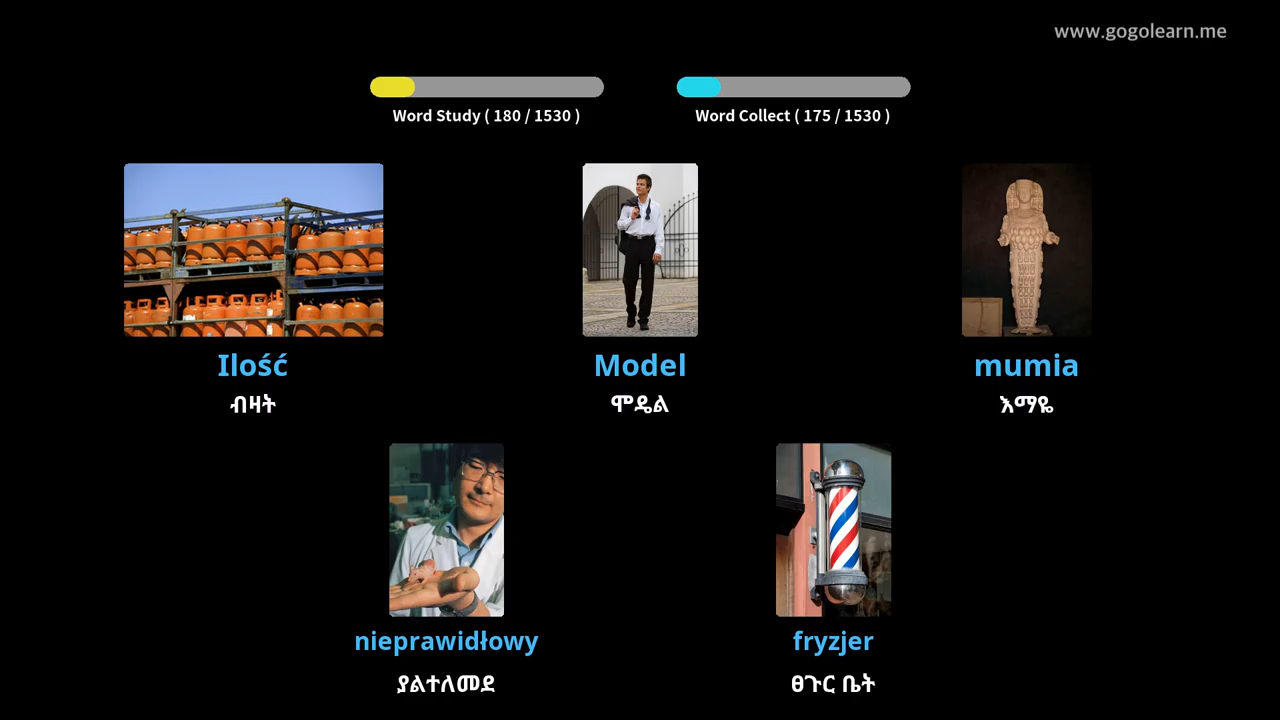 www.gogolearn.me
Word Study ( 180 / 1530 )
Word Collect ( 175 / 1530 )
Ilość
Model
mumia
ብዛት
ሞዴል
እማዬ
nieprawidłowy
fryzjer
ያልተለመደ
ፀጉር ቤት